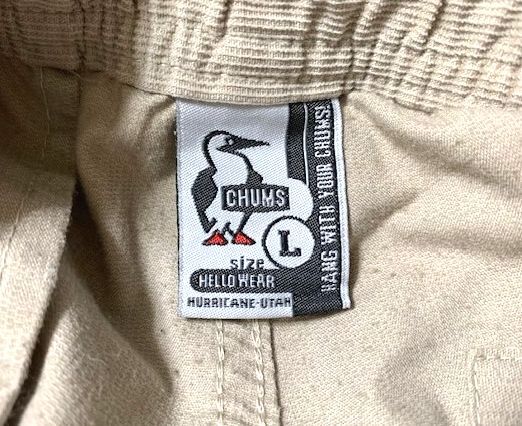 CHUMS
L
size
HELLO WEAR
HURRICANE-UTAH
HANG WITH YOUR CHUMS!